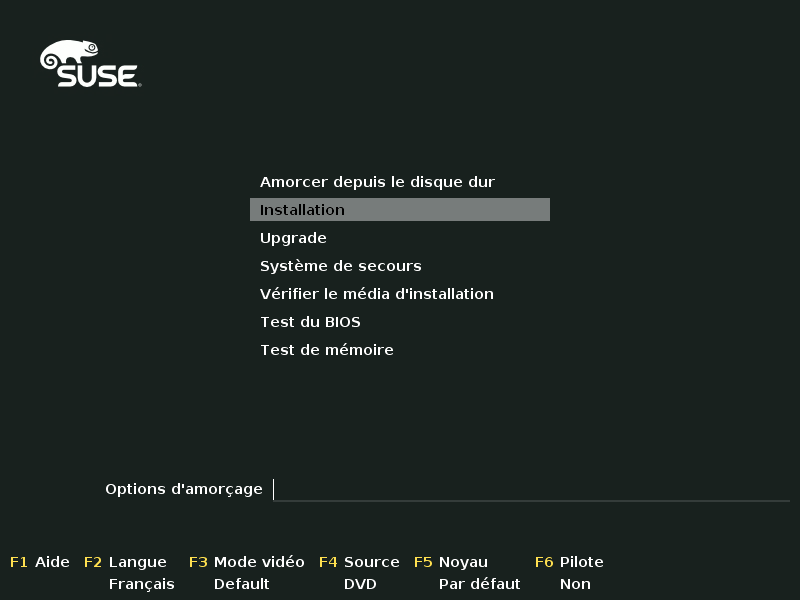 SUSE
Amorcer depuis le disque dur
Installation
Upgrade
Système de secours
Vérifier le média d'installation
Test du BIOS
Test de mémoire
Options d'amorçage
F1 Aide F2 Langue F3 Mode vidéo F4 Source F5 Noyau F6 Pilote
Français Default DVD Par défaut Non